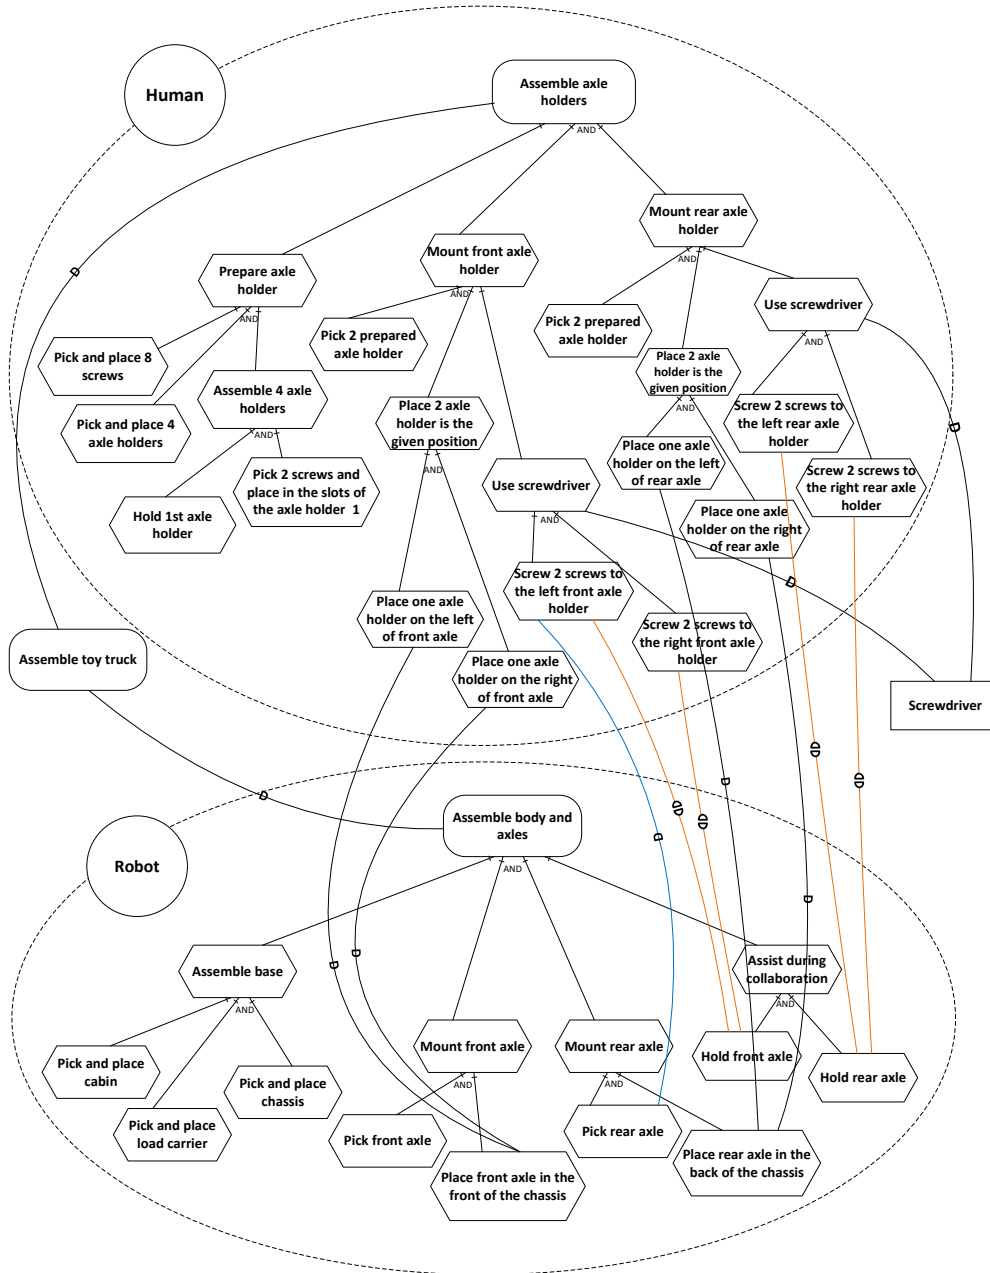 Human
Assemble axle
holders
AND
Mount rear axle
holder
AND
Mount front axle
holder
AND
Prepare axle
holder
AND
D
Use screwdriver
AND
Pick 2 prepared
axle holder
Pick 2 prepared
axle holder
Pick and place 8
screws
Place 2 axle
holder is the
given position
AND
Assemble 4 axle
holders
AND
Pick and place 4
axle holders
Place 2 axle
holder is the
given position
AND
Screw 2 screws to
the left rear axle
holder
D
Place one axle
holder on the left
of rear axle
Screw 2 screws to
the right rear axle
holder
Pick 2 screws and
place in the slots of
the axle holder 1
Use screwdriver
AND
Hold 1st axle
holder
Place one axle
holder on the right
of rear axle
Screw 2 screws to
the left front axle
holder
D
Place one axle
holder on the left
of front axle
Screw 2 screws to
the right front axle
holder
Assemble toy truck
Place one axle
holder on the right
of front axle
Screwdriver
D
D
D
D
D
D
D
D
D
D
D
Robot
Assemble body and
axles
AND
D
D
D
D
Assemble base
AND
Assist during
collaboration
AND
Mount front axle
AND
Mount rear axle
AND
Hold front axle
Hold rear axle
Pick and place
cabin
Pick and place
chassis
Pick and place
load carrier
Pick front axle
Pick rear axle
Place rear axle in the
back of the chassis
Place front axle in the
front of the chassis